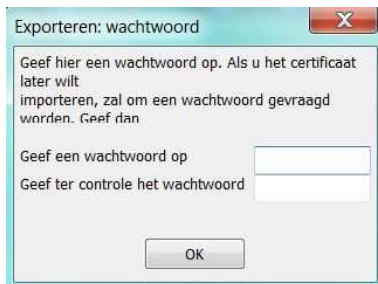 Exporteren: wachtwoord
Geef hier een wachtwoord op. Als u het certificaat
later wilt
importeren, zal om een wachtwoord gevraagd
worden. Geef dan
Geef een wachtwoord op
Geef ter controle het wachtwoord
OK